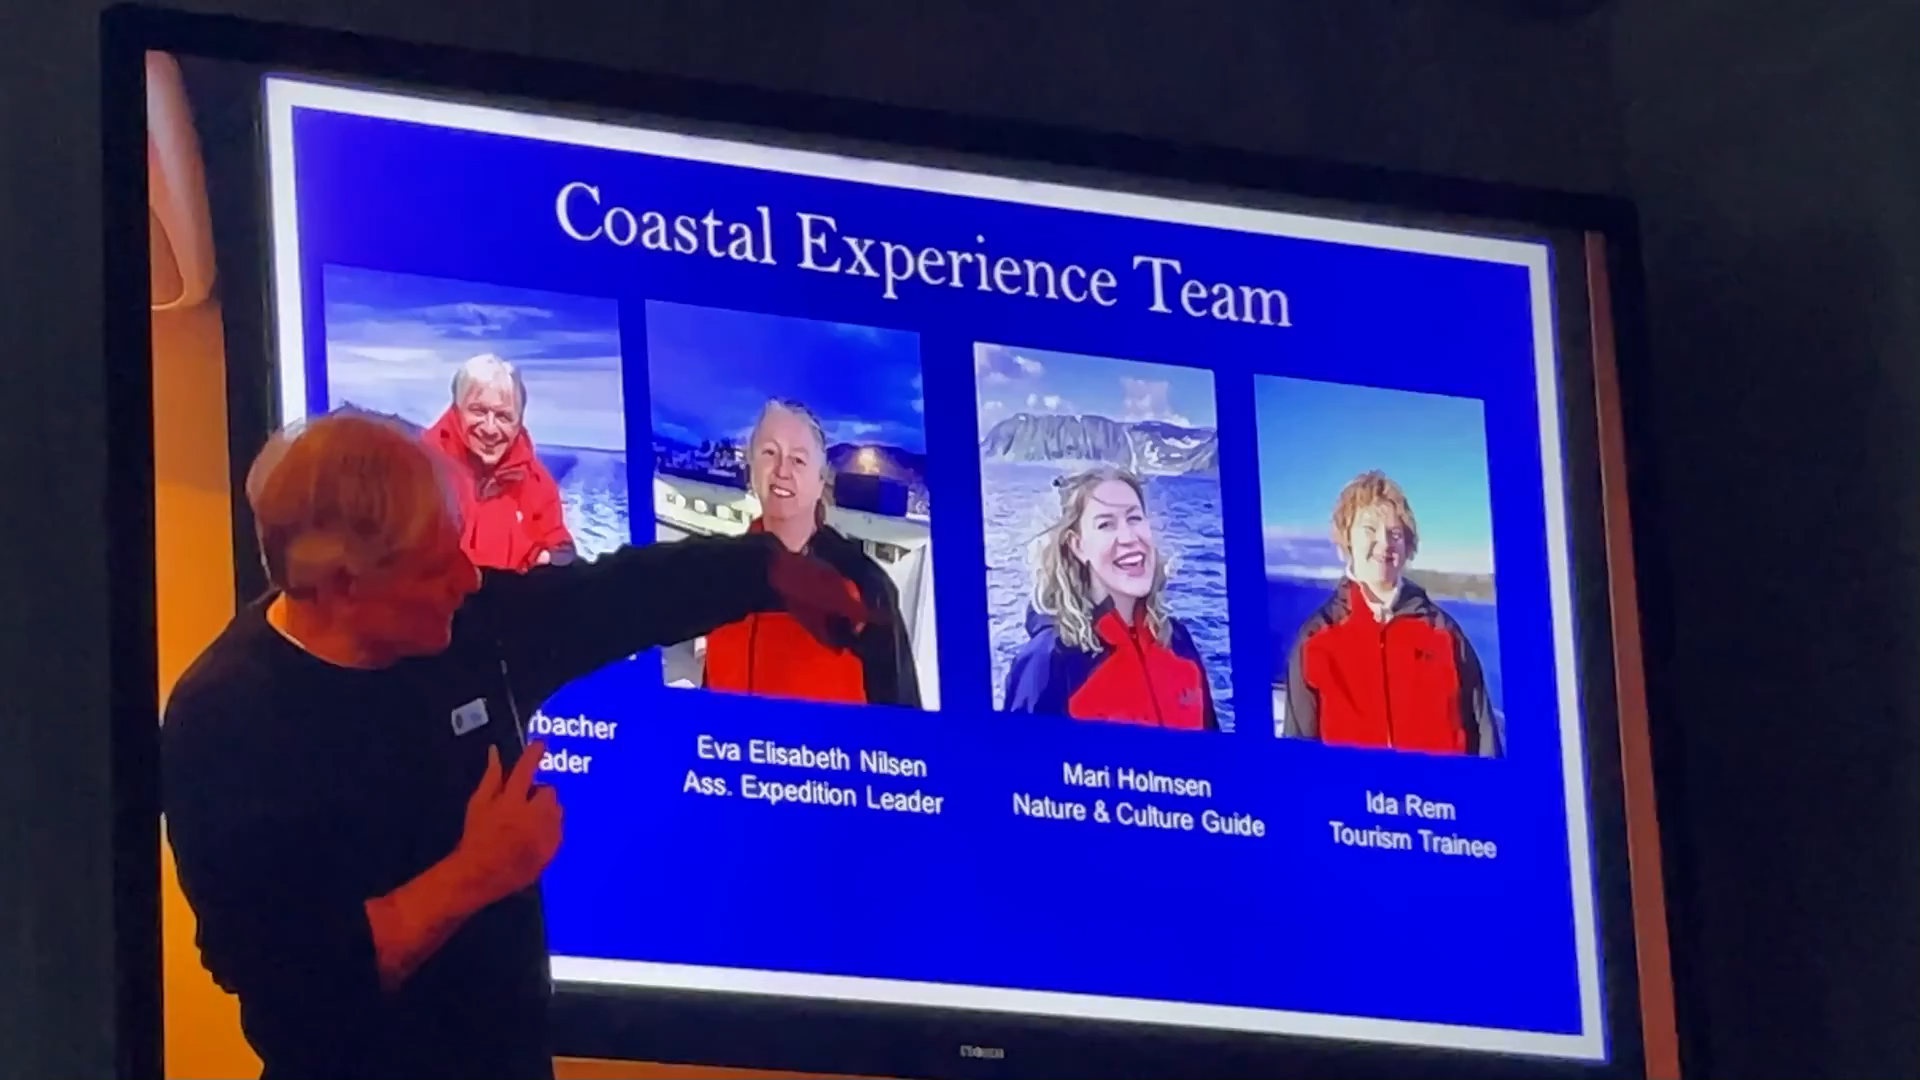 Coastal Experience Team
rbacher
ader
Eva Elisabeth Nilsen
Ass. Expedition Leader
Mari Holmsen
Nature & Culture Guide
Ida Rem
Tourism Trainee